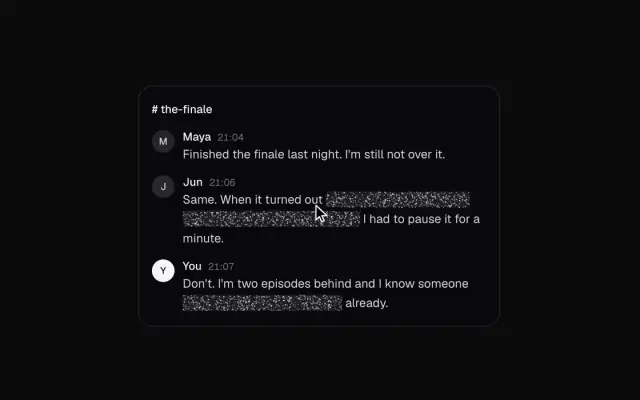 # the-finale
M
Maya 21:04
Finished the finale last night. I'm still not over it.
J
Jun 21:06
Same. When it turned out
I had to pause it for a
minute.
Y
You 21:07
Don't. I'm two episodes behind and I know someone
already.